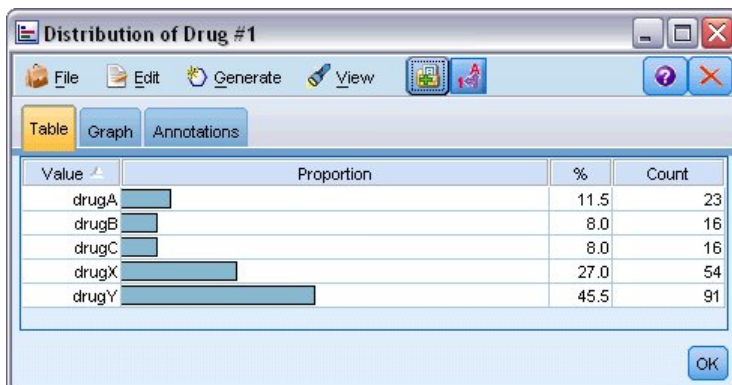 Distribution of Drug #1
File Edit Generate View
Table Graph Annotations
Value Proportion % Count
drugA 11.5 23
drugB 8.0 16
drugC 8.0 16
drugX 27.0 54
drugY 45.5 91
OK